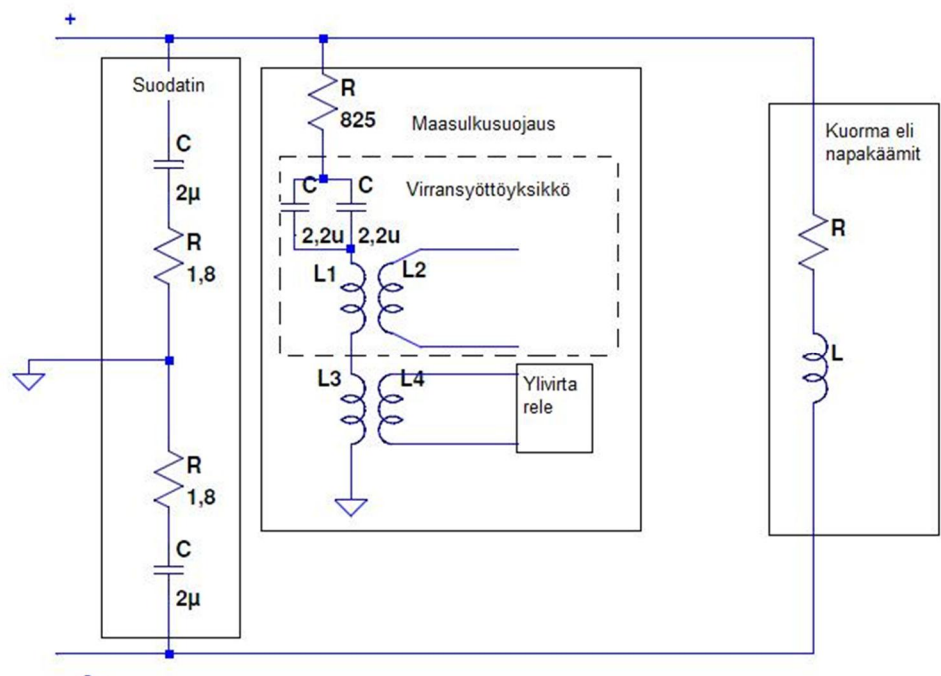 +
Suodatin
C
2µ
R
1,8
R
1,8
C
2µ
R
825
Maasulkusuojaus
C C
Virransyöttöyksikkö
2,2u 2,2u
L1 L2
L3 L4
Ylivirta
rele
Kuorma eli
napakäämit
R
L